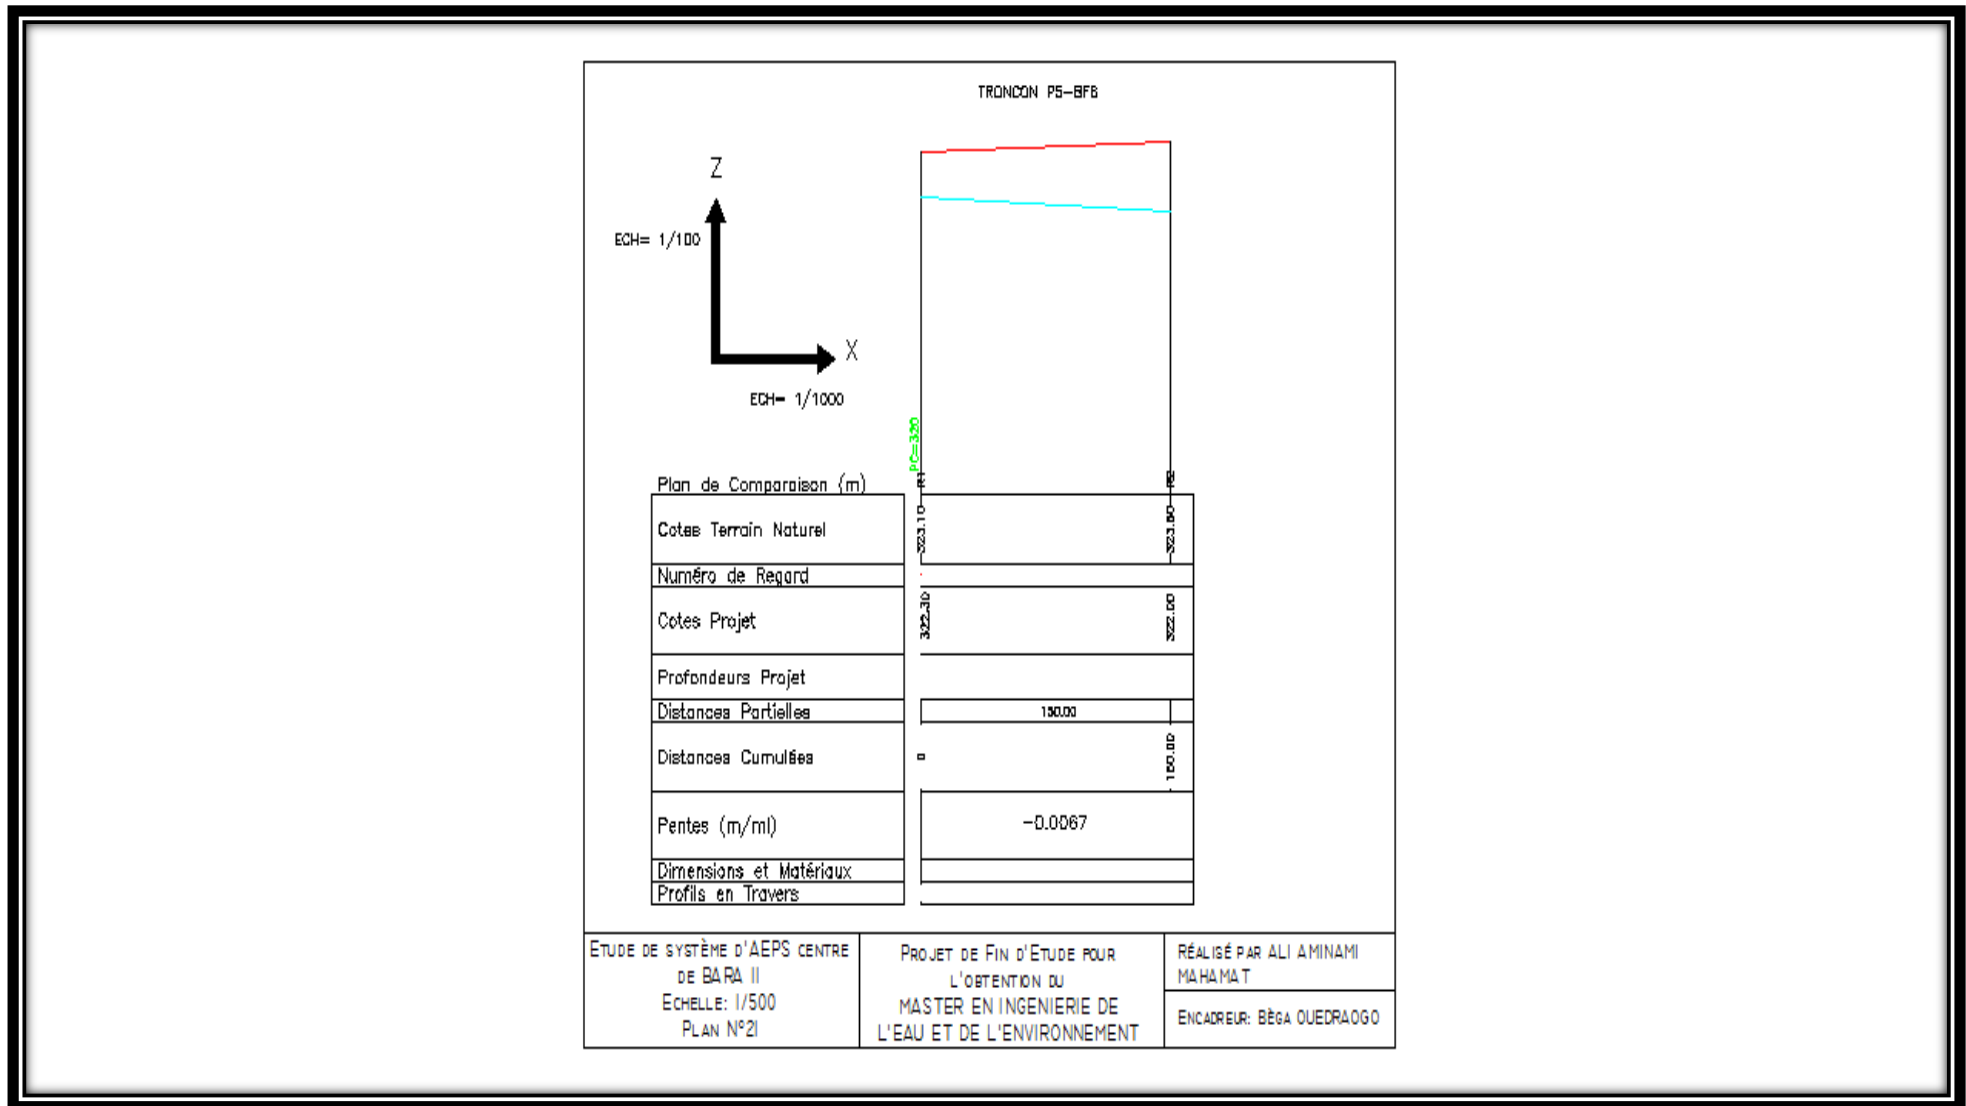 TRONCON P5-BF6
Z
ECH= 1/100
X
ECH= 1/1000
PC=320
Plan de Comparaison (m)
R1
R2
Cotes Terrain Naturel
323.10
Numéro de Regard
Cotes Projet
322.30
322.00
Profondeurs Projet
Distances Partielles
150.00
Distances Cumulées
0
150.00
Pentes (m/ml)
-0.0067
Dimensions et Matériaux
Profils en Travers
ETUDE DE SYSTÈME D'AEPS CENTRE
DE BARA II
ECHELLE: 1/500
PLAN N°21
PROJET DE FIN D'ETUDE POUR
L'OBTENTION DU
MASTER EN INGENIERIE DE
L'EAU ET DE L'ENVIRONNEMENT
RÉALISÉ PAR ALI AMINAMI
MAHAMAT
ENCADREUR: BÈGA OUEDRAOGO